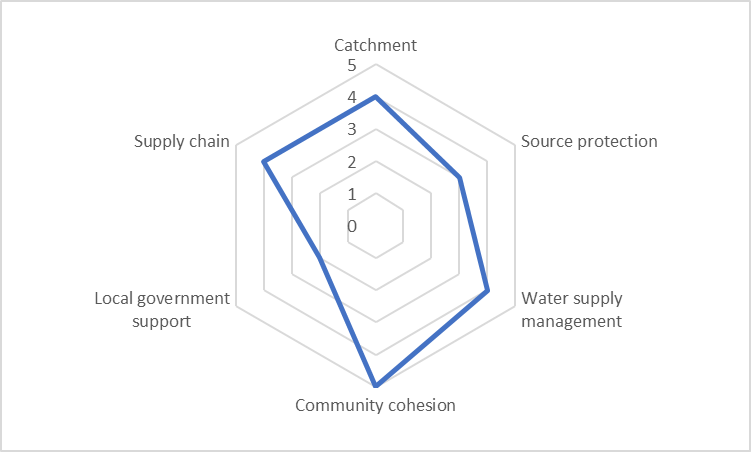 Catchment
5
4
3
2
1
0
Supply chain
Source protection
Local government
support
Water supply
management
Community cohesion